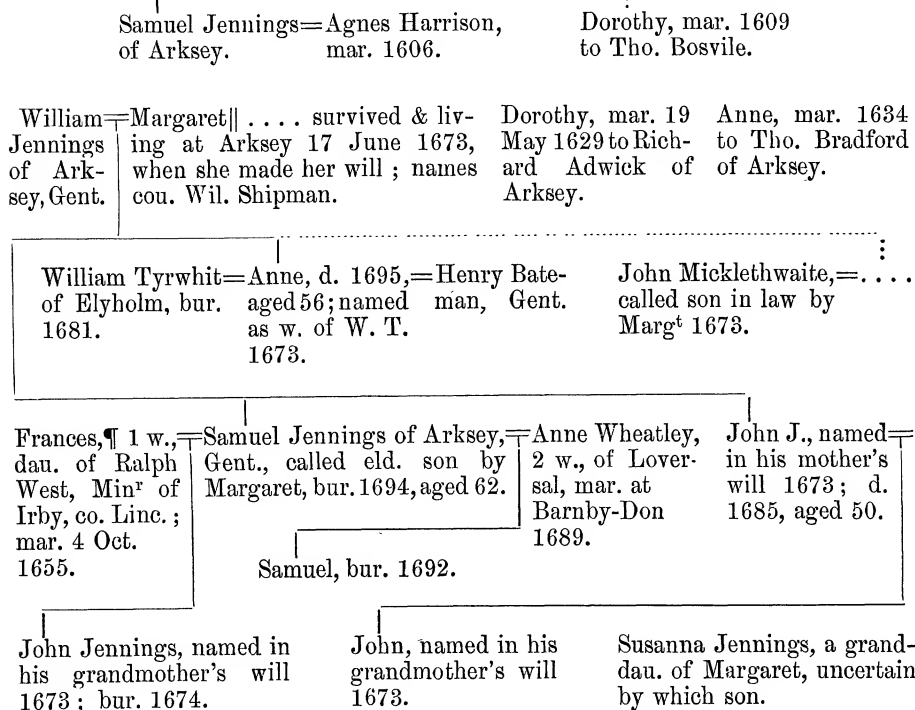 Samuel Jennings=Agnes Harrison,
of Arksey. mar. 1606.
Dorothy, mar. 1609
to Tho. Bosvile.
William=Margaret|| . . . . survived & liv-
Jennings ing at Arksey 17 June 1673,
of Ark- when she made her will ; names
sey, Gent. cou. Wil. Shipman.
Dorothy, mar. 19
May 1629 to Rich-
ard Adwick of
Arksey.
Anne, mar. 1634
to Tho. Bradford
of Arksey.
William Tyrwhit=Anne, d. 1695,=Henry Bate-
of Elyholm, bur. aged 56; named man, Gent.
1681. as w. of W. T.
1673.
John Micklethwaite,=. . . .
called son in law by
Margt 1673.
Frances,¶ 1 w.,=Samuel Jennings of Arksey,=Anne Wheatley,
dau. of Ralph Gent., called eld. son by 2 w., of Lover-
West, Minr of Margaret, bur. 1694, aged 62. sal, mar. at
Irby, co. Linc. ; Barnby-Don
mar. 4 Oct. 1689.
1655.
John J., named=
in his mother's
will 1673 ; d.
1685, aged 50.
Samuel, bur. 1692.
John Jennings, named in
his grandmother's will
1673 ; bur. 1674.
John, named in his
grandmother's will
1673.
Susanna Jennings, a grand-
dau. of Margaret, uncertain
by which son.